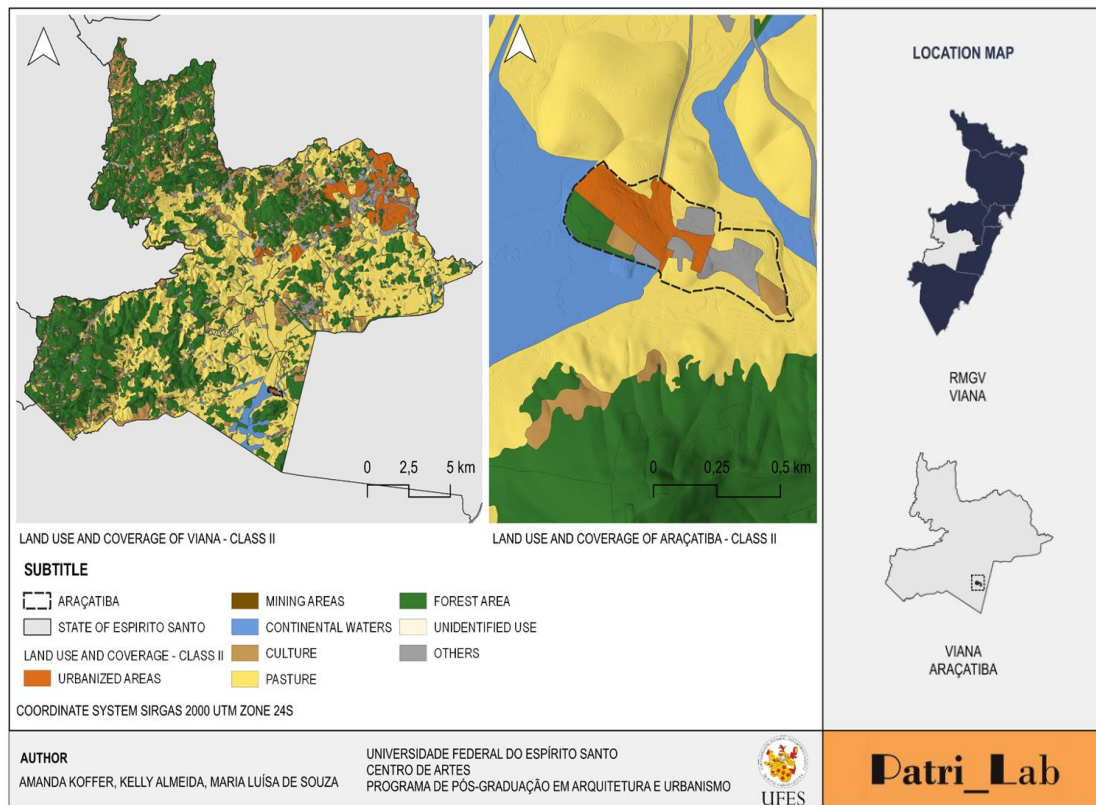 LOCATION MAP
RMGV
VIANA
VIANA
ARAÇATIBA
0 2,5 5 km
0 0,25 0,5 km
LAND USE AND COVERAGE OF VIANA - CLASS II
LAND USE AND COVERAGE OF ARAÇATIBA - CLASS II
SUBTITLE
ARAÇATIBA
STATE OF ESPIRITO SANTO
LAND USE AND COVERAGE - CLASS II
URBANIZED AREAS
MINING AREAS
CONTINENTAL WATERS
CULTURE
PASTURE
FOREST AREA
UNIDENTIFIED USE
OTHERS
COORDINATE SYSTEM SIRGAS 2000 UTM ZONE 24S
AUTHOR
AMANDA KOFFER, KELLY ALMEIDA, MARIA LUÍSA DE SOUZA
UNIVERSIDADE FEDERAL DO ESPÍRITO SANTO
CENTRO DE ARTES
PROGRAMA DE PÓS-GRADUAÇÃO EM ARQUITETURA E URBANISMO
UFES
Patri_Lab